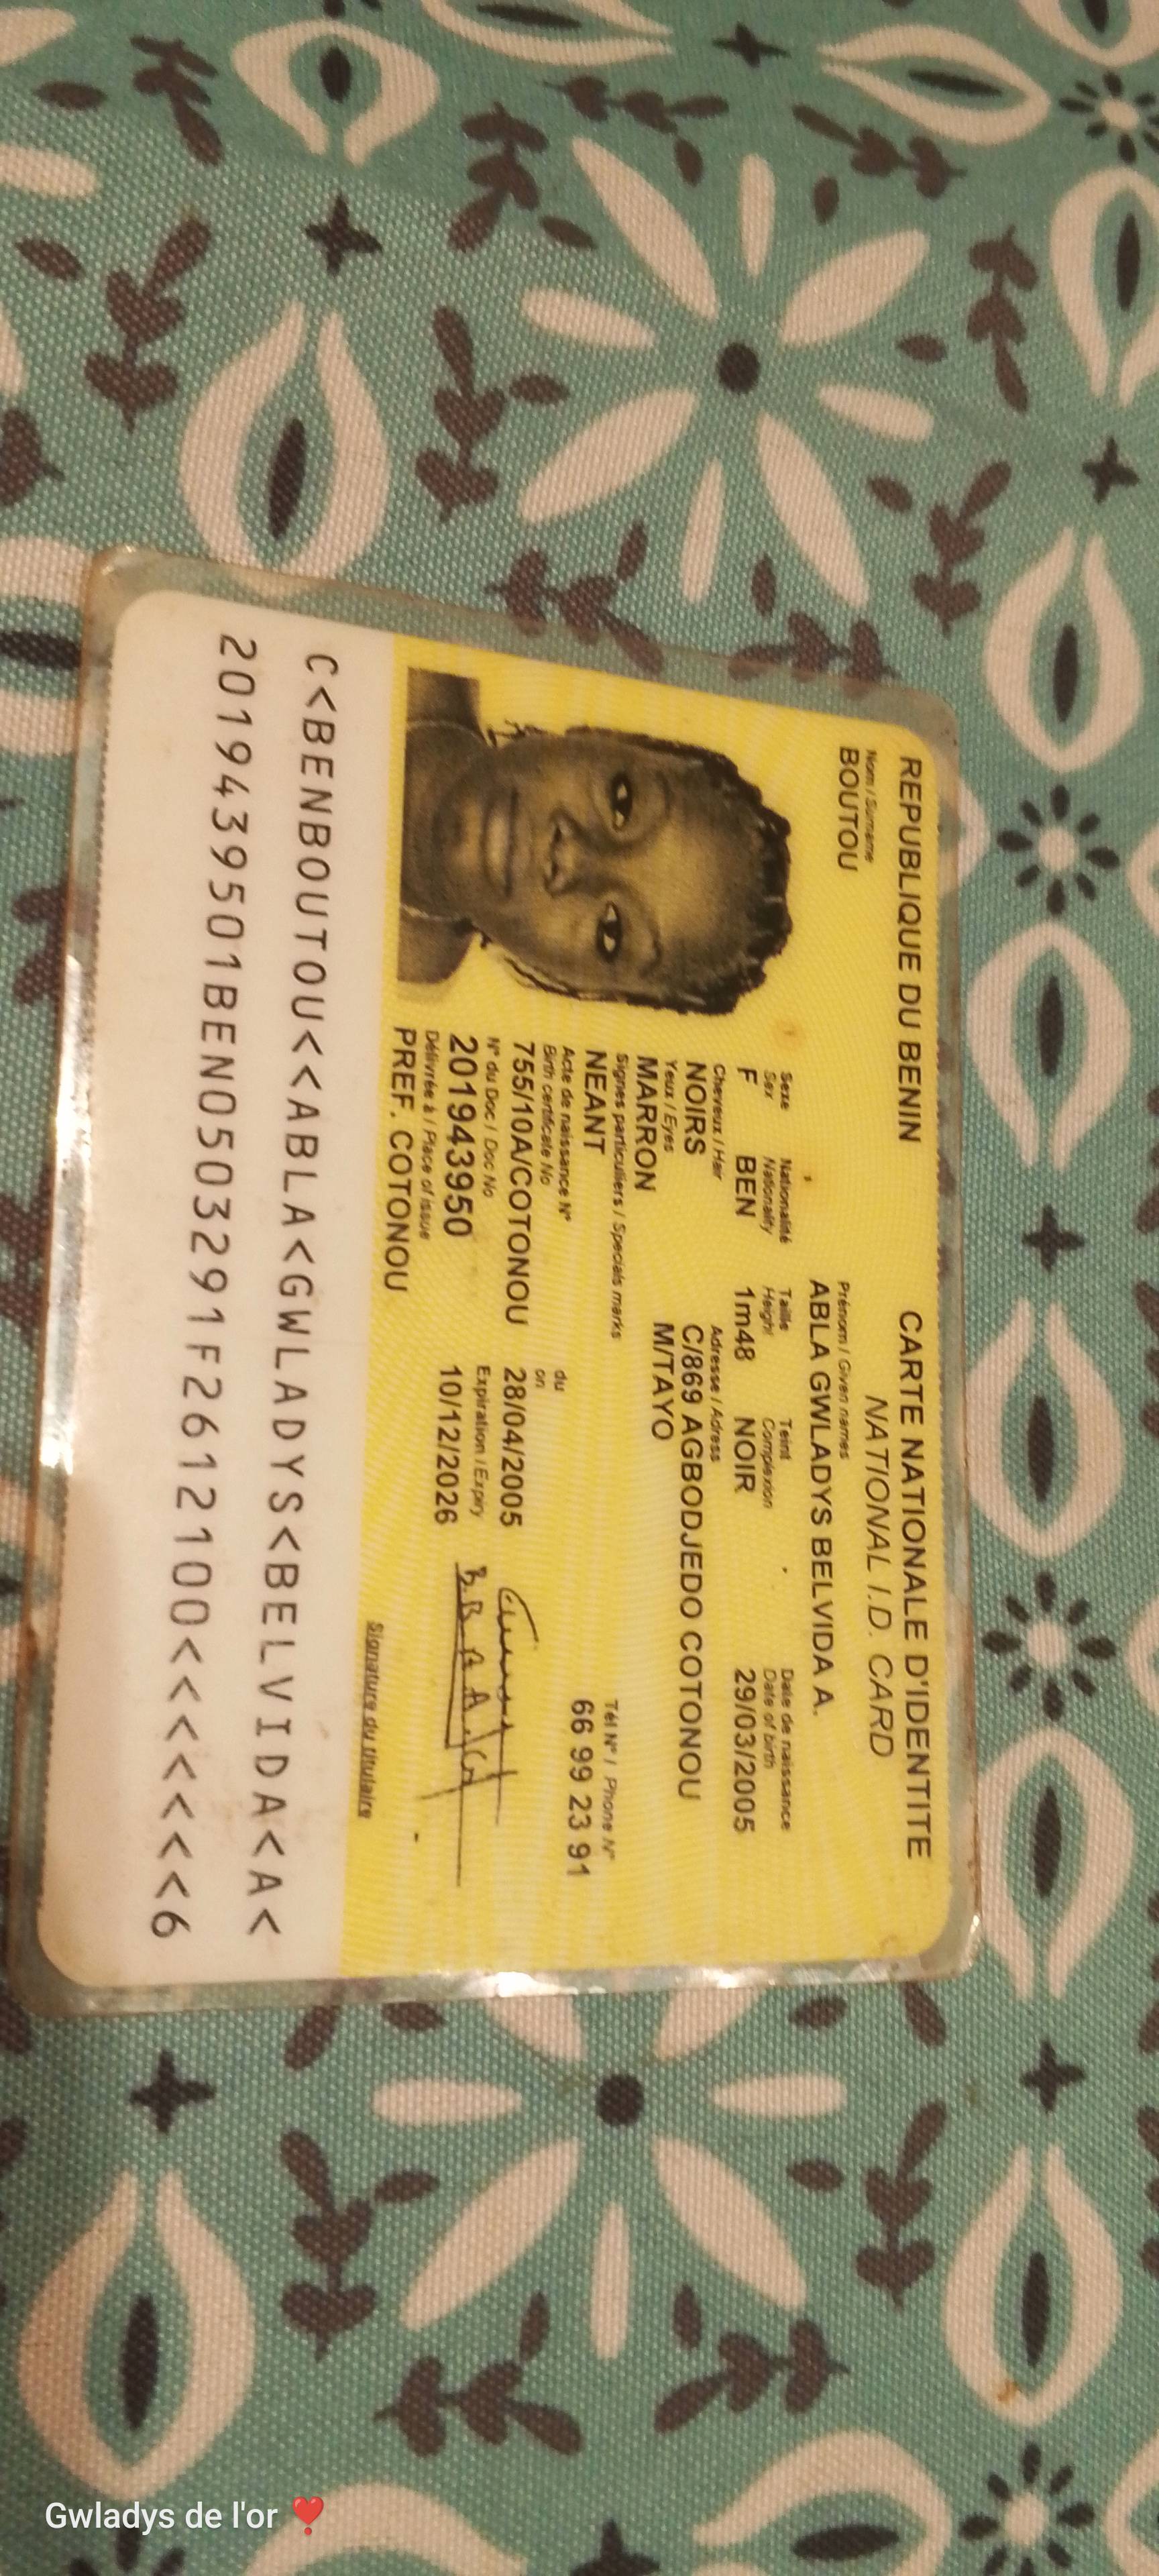 REPUBLIQUE DU BENIN
CARTE NATIONALE D'IDENTITE
NATIONAL I.D. CARD
Nom / Surname
BOUTOU
Prénom / Given names
ABLA GWLADYS BELVIDA A.
Sexe Nationalité Taille Teint Date de naissance
Sex Nationality Height Complexion Date of birth
F BEN 1m48 NOIR 29/03/2005
Cheveux / Hair Adresse / Adress
NOIRS C/869 AGBODJEDO COTONOU
Yeux / Eyes M/TAYO
MARRON
Signes particuliers / Specials marks
NEANT
Tél N° / Phone N°
66 99 23 91
Acte de naissance N° du
Birth certificate No on
755/10A/COTONOU 28/04/2005
N° du Doc / Doc No Expiration / Expiry
201943950 10/12/2026
Délivrée à / Place of issue
PREF. COTONOU
Signature du titulaire
C<BENBOUTOU<<ABLA<GWLADYS<BELVIDA<A<
2019439501BEN0503291F2612100<<<<<<<6
Gwladys de l'or ❣️